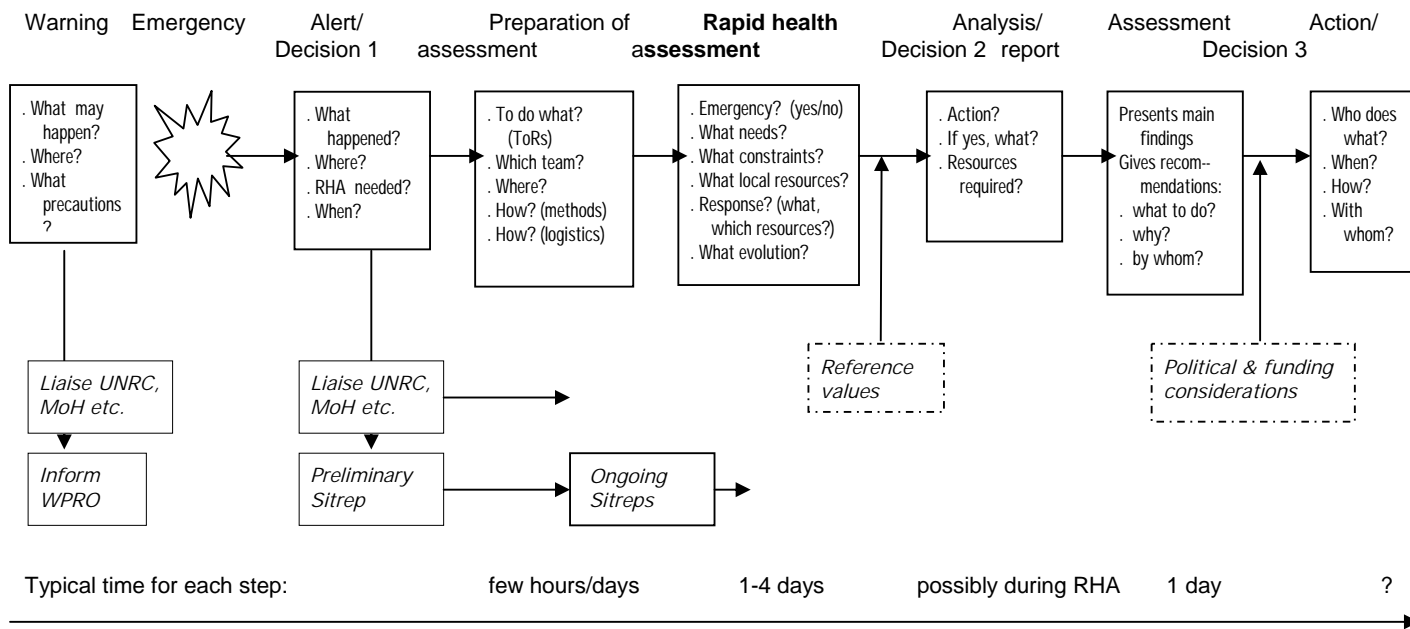 Warning Emergency Alert/ Preparation of Rapid health Analysis/ Assessment Action/
Decision 1 assessment assessment Decision 2 report Decision 3
. What may
happen?
. Where?
. What
precautions
?
. What
happened?
. Where?
. RHA needed?
. When?
. To do what?
(ToRs)
. Which team?
. Where?
. How? (methods)
. How? (logistics)
. Emergency? (yes/no)
. What needs?
. What constraints?
. What local resources?
. Response? (what,
which resources?)
. What evolution?
. Action?
. If yes, what?
. Resources
required?
Presents main
findings
Gives recom--
mendations:
. what to do?
. why?
. by whom?
. Who does
what?
. When?
. How?
. With
whom?
Liaise UNRC,
MoH etc.
Liaise UNRC,
MoH etc.
Reference
values
Political & funding
considerations
Inform
WPRO
Preliminary
Sitrep
Ongoing
Sitreps
Typical time for each step: few hours/days 1-4 days possibly during RHA 1 day ?